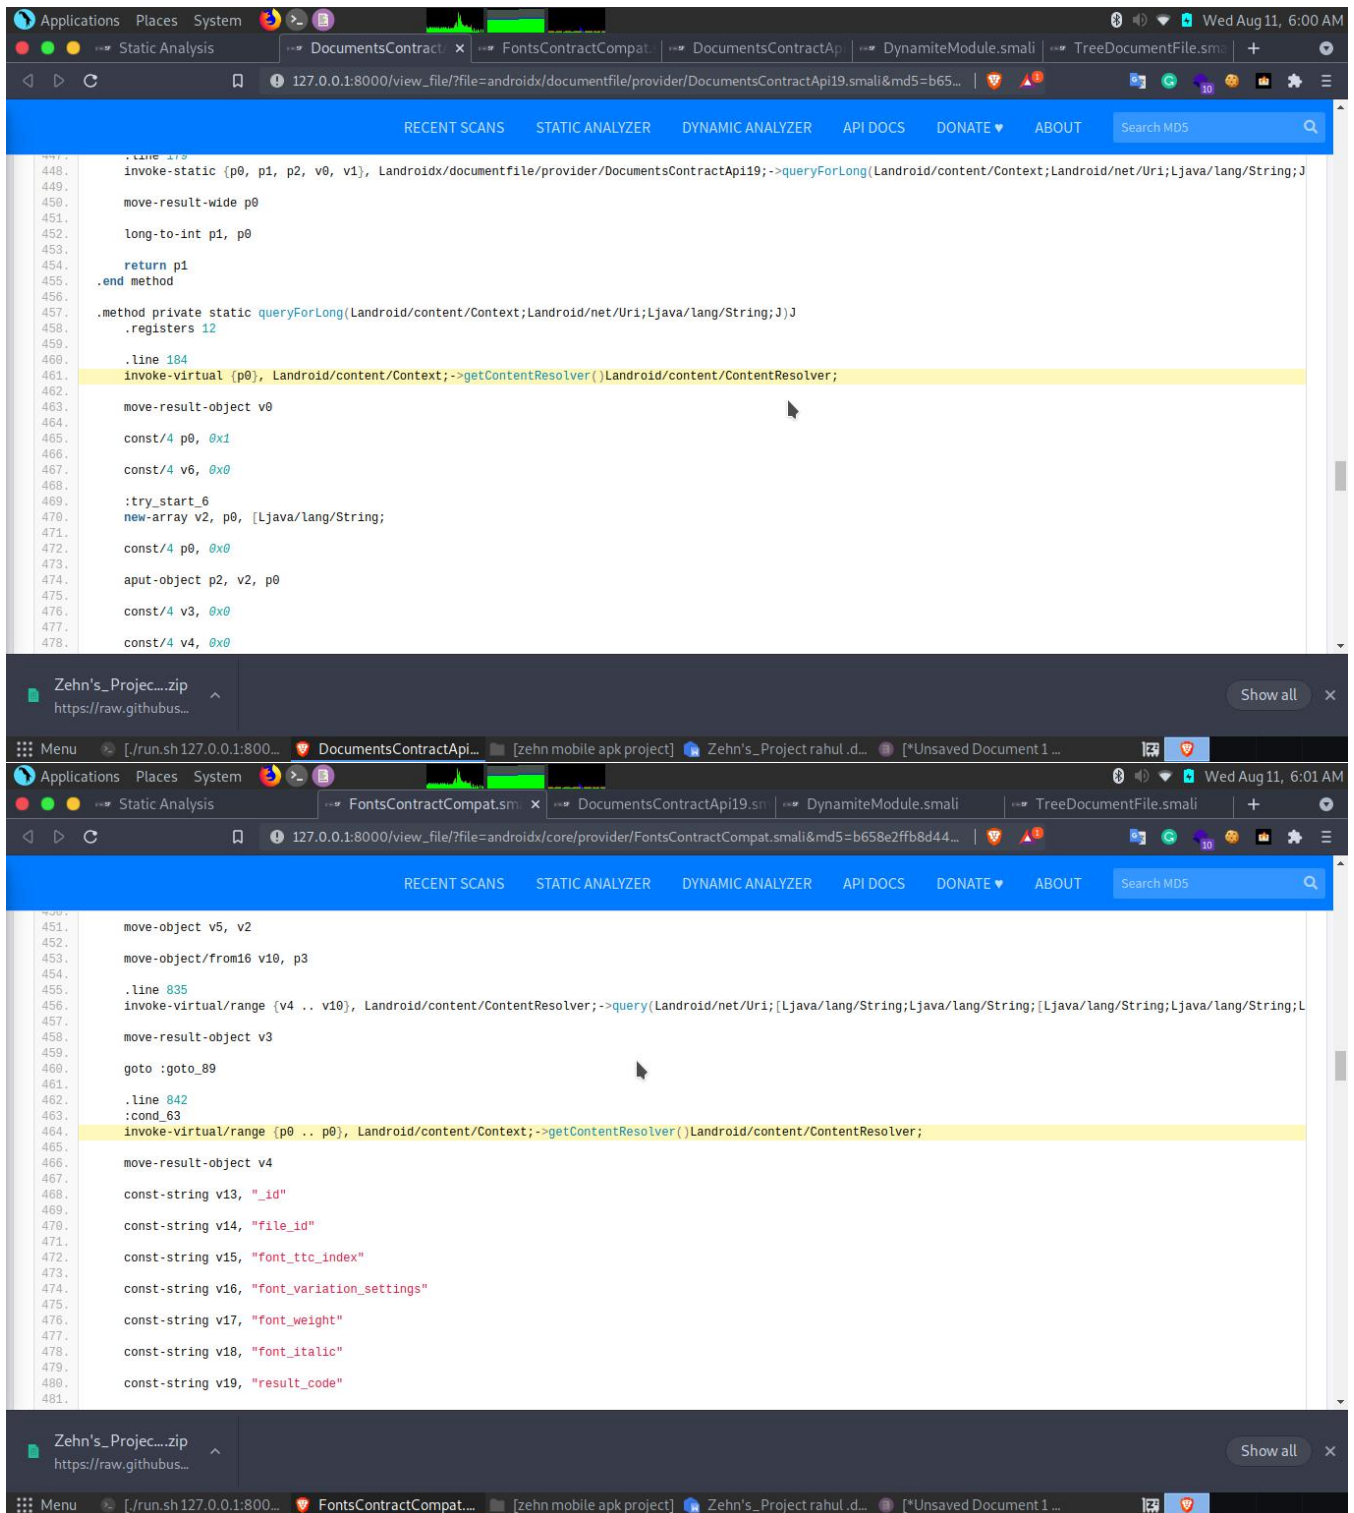 Applications Places System Wed Aug 11, 6:00 AM
Static Analysis DocumentsContract FontsContractCompat. DocumentsContractAp DynamiteModule.smali TreeDocumentFile.sma
127.0.0.1:8000/view_file/?file=androidx/documentfile/provider/DocumentsContractApi19.smali&md5=b65... 10
RECENT SCANS STATIC ANALYZER DYNAMIC ANALYZER API DOCS DONATE ♥ ABOUT Search MD5
447. .line 179
448. invoke-static {p0, p1, p2, v0, v1}, Landroidx/documentfile/provider/DocumentsContractApi19;->queryForLong(Landroid/content/Context;Landroid/net/Uri;Ljava/lang/String;J
449.
450. move-result-wide p0
451.
452. long-to-int p1, p0
453.
454. return p1
455. .end method
456.
457. .method private static queryForLong(Landroid/content/Context;Landroid/net/Uri;Ljava/lang/String;J)J
458. .registers 12
459.
460. .line 184
461. invoke-virtual {p0}, Landroid/content/Context;->getContentResolver()Landroid/content/ContentResolver;
462.
463. move-result-object v0
464.
465. const/4 p0, 0x1
466.
467. const/4 v6, 0x0
468.
469. :try_start_6
470. new-array v2, p0, [Ljava/lang/String;
471.
472. const/4 p0, 0x0
473.
474. aput-object p2, v2, p0
475.
476. const/4 v3, 0x0
477.
478. const/4 v4, 0x0
Zehn's_Projec....zip Show all
https://raw.githubus...
Menu [./run.sh 127.0.0.1:800... DocumentsContractApi... [zehn mobile apk project] Zehn's_Project rahul .d... [*Unsaved Document 1 ...
Applications Places System Wed Aug 11, 6:01 AM
Static Analysis FontsContractCompat.sm DocumentsContractApi19.sm DynamiteModule.smali TreeDocumentFile.smali
127.0.0.1:8000/view_file/?file=androidx/core/provider/FontsContractCompat.smali&md5=b658e2ffb8d44... 10
RECENT SCANS STATIC ANALYZER DYNAMIC ANALYZER API DOCS DONATE ♥ ABOUT Search MD5
450.
451. move-object v5, v2
452.
453. move-object/from16 v10, p3
454.
455. .line 835
456. invoke-virtual/range {v4 .. v10}, Landroid/content/ContentResolver;->query(Landroid/net/Uri;[Ljava/lang/String;Ljava/lang/String;[Ljava/lang/String;Ljava/lang/String;L
457.
458. move-result-object v3
459.
460. goto :goto_89
461.
462. .line 842
463. :cond_63
464. invoke-virtual/range {p0 .. p0}, Landroid/content/Context;->getContentResolver()Landroid/content/ContentResolver;
465.
466. move-result-object v4
467.
468. const-string v13, "_id"
469.
470. const-string v14, "file_id"
471.
472. const-string v15, "font_ttc_index"
473.
474. const-string v16, "font_variation_settings"
475.
476. const-string v17, "font_weight"
477.
478. const-string v18, "font_italic"
479.
480. const-string v19, "result_code"
481.
Zehn's_Projec....zip Show all
https://raw.githubus...
Menu [./run.sh 127.0.0.1:800... FontsContractCompat.... [zehn mobile apk project] Zehn's_Project rahul .d... [*Unsaved Document 1 ...